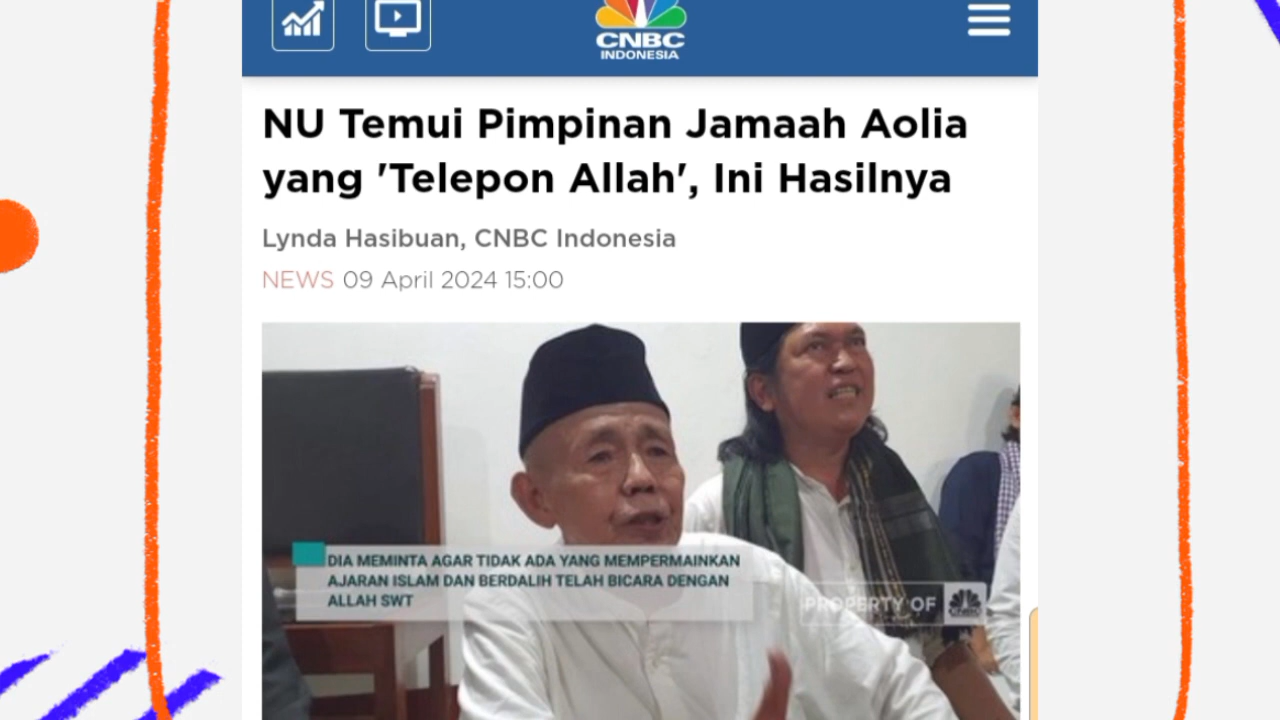 CNBC
INDONESIA
NU Temui Pimpinan Jamaah Aolia
yang 'Telepon Allah', Ini Hasilnya
Lynda Hasibuan, CNBC Indonesia
NEWS 09 April 2024 15:00
DIA MEMINTA AGAR TIDAK ADA YANG MEMPERMAINKAN
AJARAN ISLAM DAN BERDALIH TELAH BICARA DENGAN
ALLAH SWT
PROPERTY OF